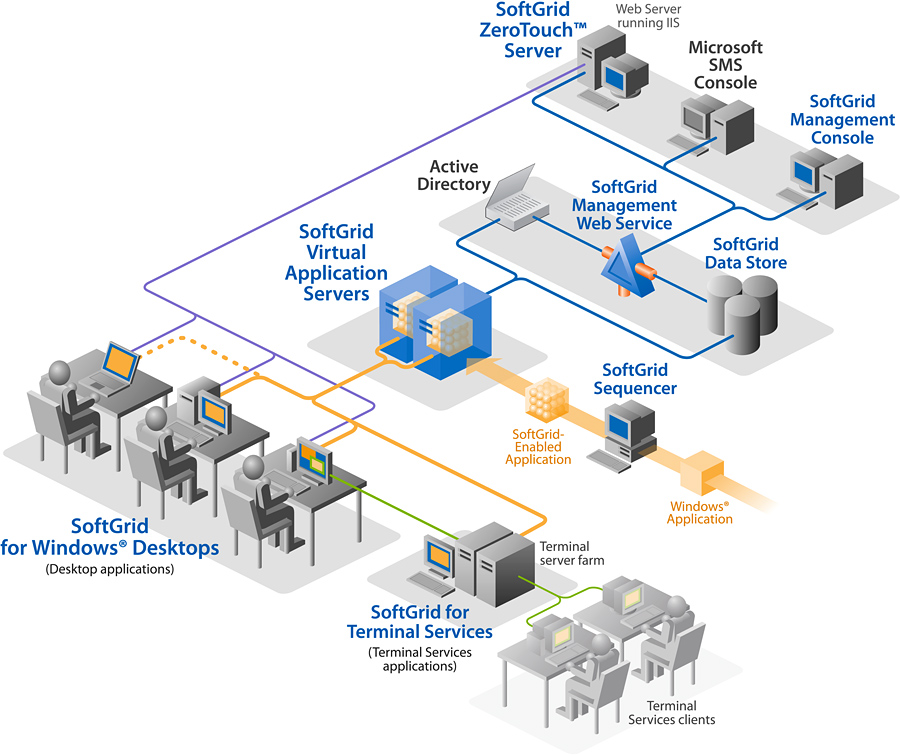 SoftGrid
ZeroTouch™
Server
Web Server
running IIS
Microsoft
SMS
Console
SoftGrid
Management
Console
Active
Directory
SoftGrid
Management
Web Service
SoftGrid
Data Store
SoftGrid
Virtual
Application
Servers
SoftGrid
Sequencer
SoftGrid-
Enabled
Application
Windows®
Application
SoftGrid
for Windows® Desktops
(Desktop applications)
Terminal
server farm
SoftGrid for
Terminal Services
(Terminal Services
applications)
Terminal
Services clients